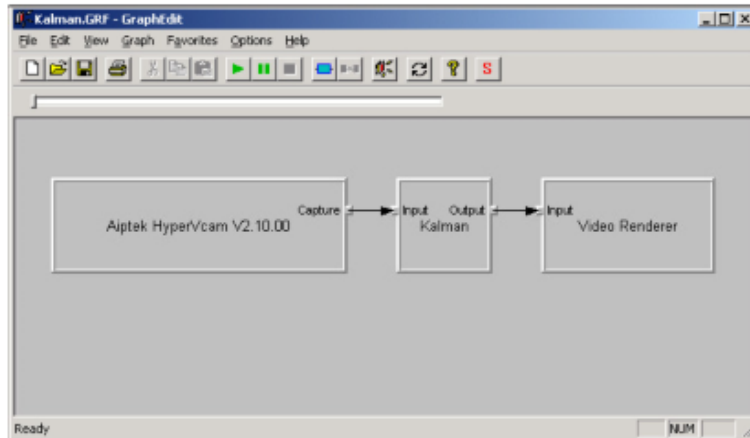 Kalman.GRF - GraphEdit
File Edit View Graph Favorites Options Help
S
Capture Input Output Input
Aiptek HyperVcam V2.10.00 Kalman Video Renderer
Ready NUM